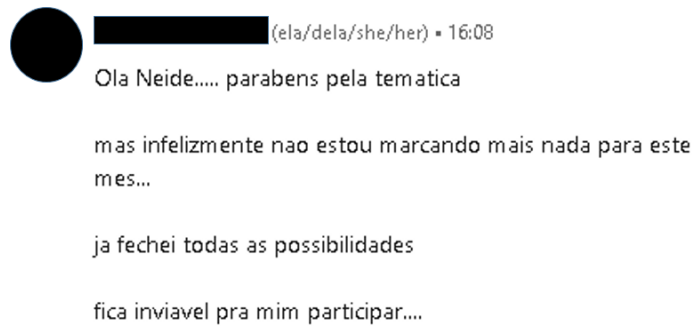 (ela/dela/she/her) • 16:08
Ola Neide..... parabens pela tematica
mas infelizmente nao estou marcando mais nada para este
mes...
ja fechei todas as possibilidades
fica inviavel pra mim participar....